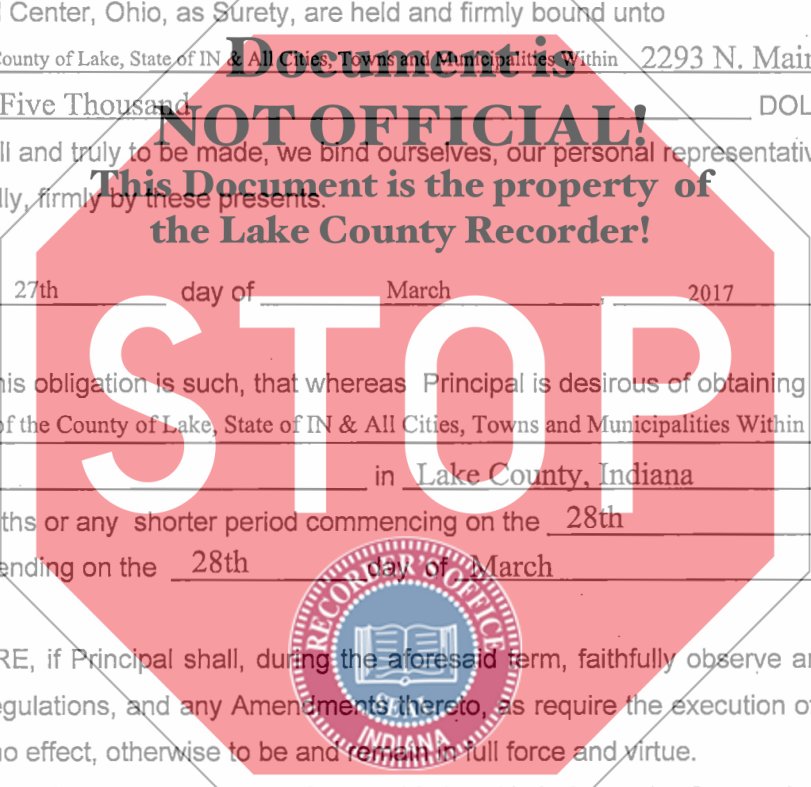 Center, Ohio, as Surety, are held and firmly bound unto
County of Lake, State of IN & All Cities, Towns and Municipalities Within 2293 N. Main
Document is
Five Thousand DOL
NOT OFFICIAL!
ll and truly to be made, we bind ourselves, our personal representativ
This Document is the property of
lly, firmly by these presents.
the Lake County Recorder!
27th day of March, 2017
STOP
his obligation is such, that whereas Principal is desirous of obtaining
of the County of Lake, State of IN & All Cities, Towns and Municipalities Within
in Lake County, Indiana
ths or any shorter period commencing on the 28th
ending on the 28th day of March
RECORDER'S OFFICE
SEAL
INDIANA
RE, if Principal shall, during the aforesaid term, faithfully observe an
egulations, and any Amendments thereto, as require the execution of
no effect, otherwise to be and remain in full force and virtue.